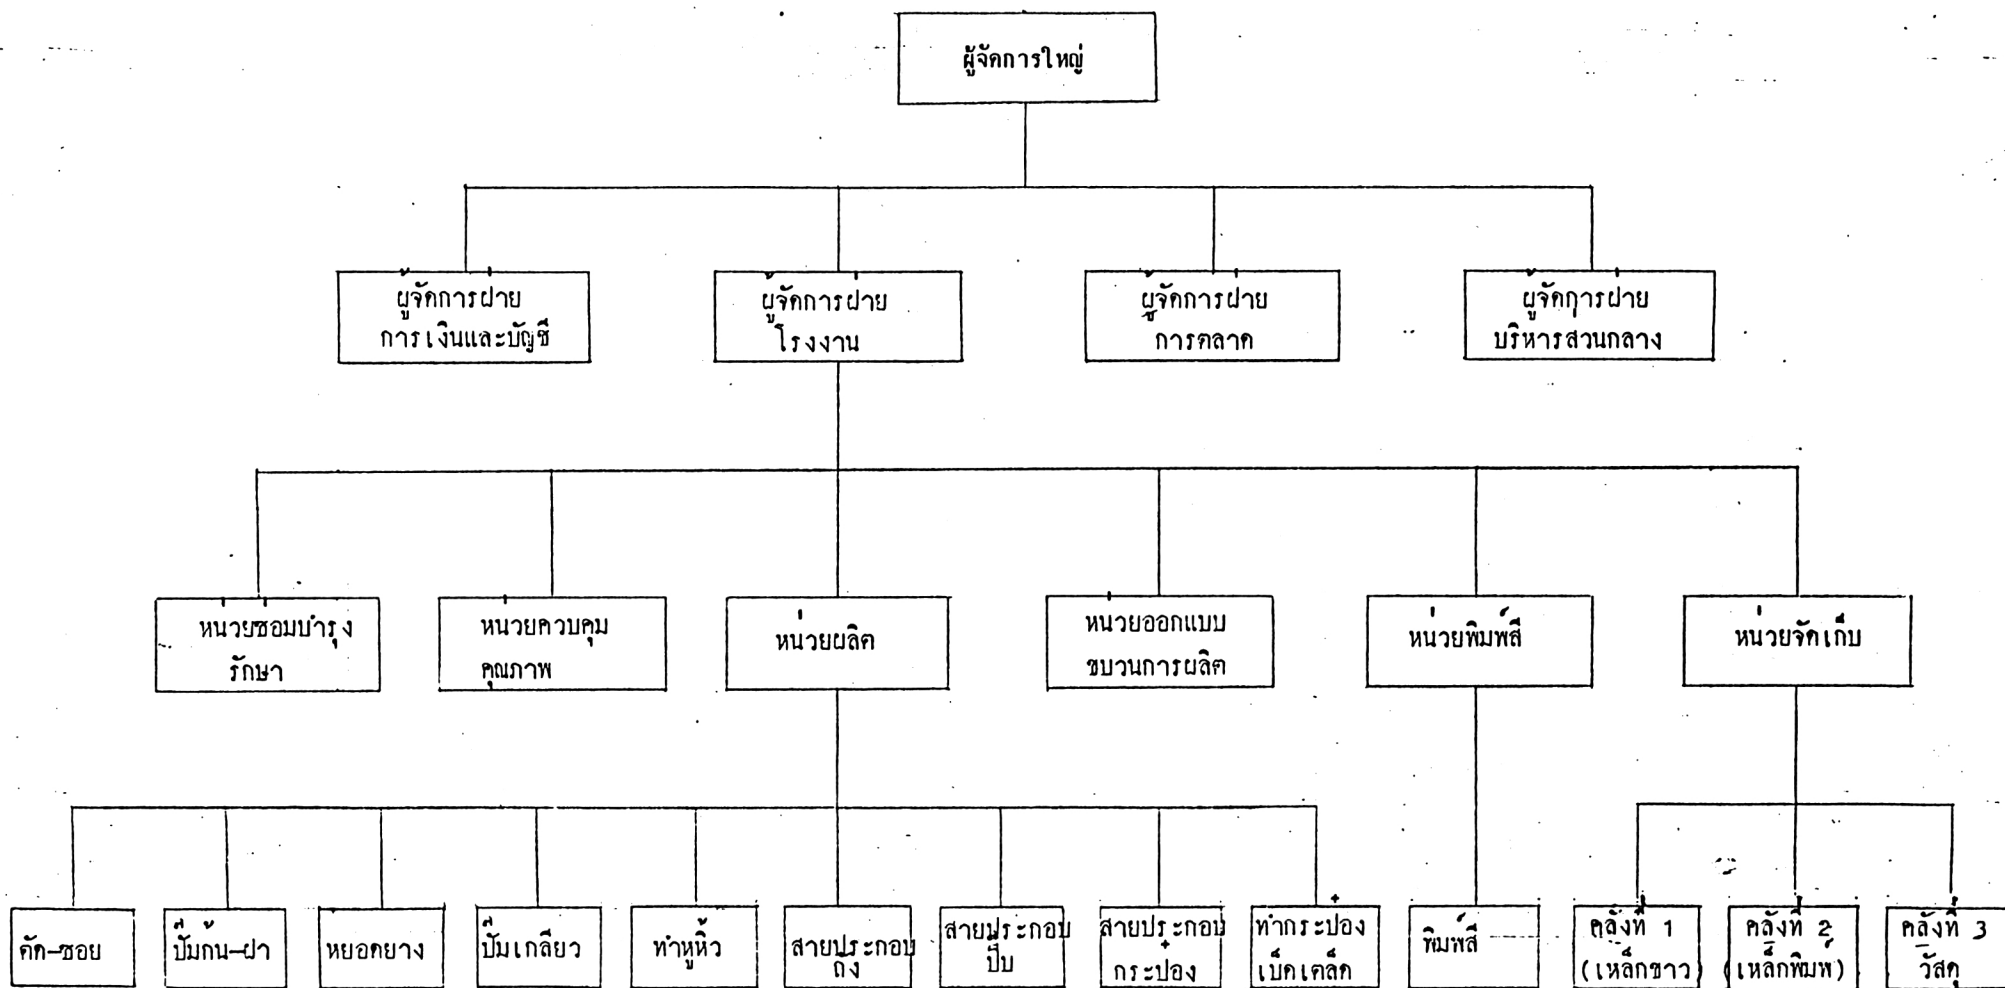 ผู้จัดการใหญ่
ผู้จัดการฝ่าย
การเงินและบัญชี
ผู้จัดการฝ่าย
โรงงาน
ผู้จัดการฝ่าย
การตลาด
ผู้จัดการฝ่าย
บริหารส่วนกลาง
หน่วยซ่อมบำรุง
รักษา
หน่วยควบคุม
คุณภาพ
หน่วยผลิต
หน่วยออกแบบ
ขบวนการผลิต
หน่วยพิมพ์สี
หน่วยจัดเก็บ
ตัด-ซอย
ปั๊มก้น-ฝา
หยอดยาง
ปั๊มเกลียว
ทำหูหิ้ว
สายประกอบ
ถัง
สายประกอบ
ปี๊บ
สายประกอบ
กระป๋อง
ทำกระป๋อง
เบ็ดเตล็ด
พิมพ์สี
คลังที่ 1
(เหล็กขาว)
คลังที่ 2
(เหล็กพิมพ์)
คลังที่ 3
วัสดุ